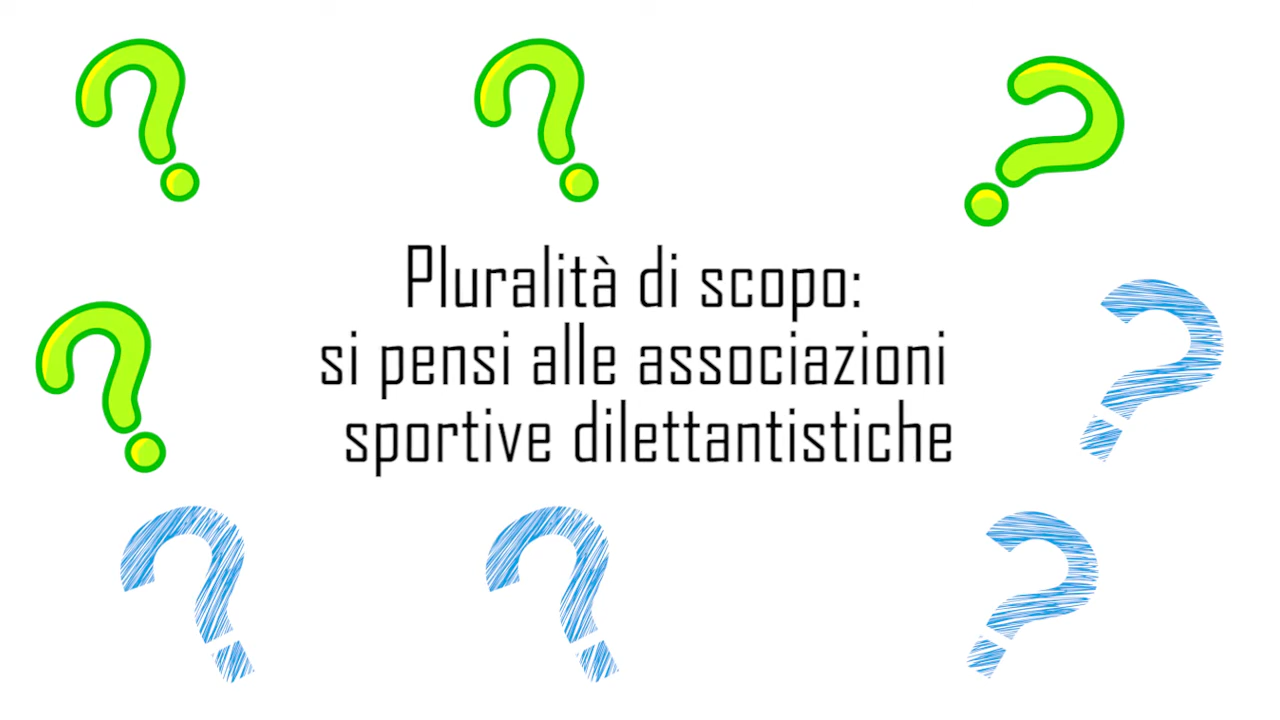 Pluralità di scopo:
si pensi alle associazioni
sportive dilettantistiche